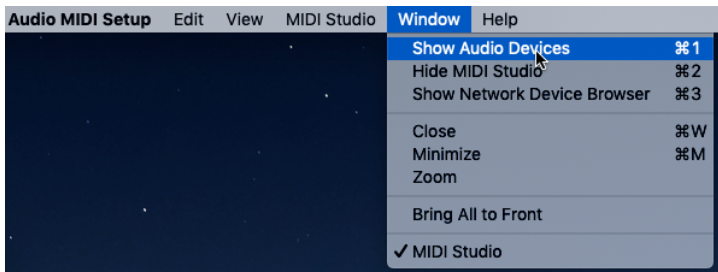 Audio MIDI Setup Edit View MIDI Studio Window Help
Show Audio Devices ⌘1
Hide MIDI Studio ⌘2
Show Network Device Browser ⌘3
Close ⌘W
Minimize ⌘M
Zoom
Bring All to Front
✓ MIDI Studio